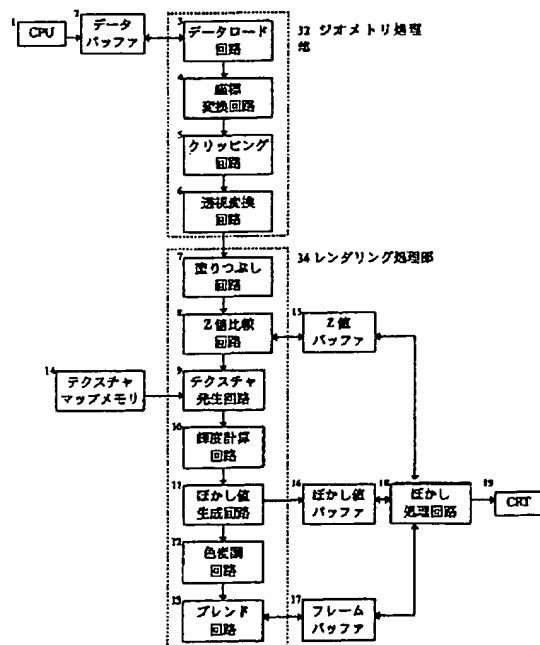 1
CPU
2
データ
バッファ
3
データロード
回路
32 ジオメトリ処理
部
4
座標
変換回路
5
クリッピング
回路
6
透視変換
回路
34 レンダリング処理部
7
塗りつぶし
回路
8
Z値比較
回路
15
Z値
バッファ
14
テクスチャ
マップメモリ
9
テクスチャ
発生回路
10
輝度計算
回路
11
ぼかし値
生成回路
16
ぼかし値
バッファ
18
ぼかし
処理回路
19
CRT
12
色変調
回路
13
ブレンド
回路
17
フレーム
バッファ